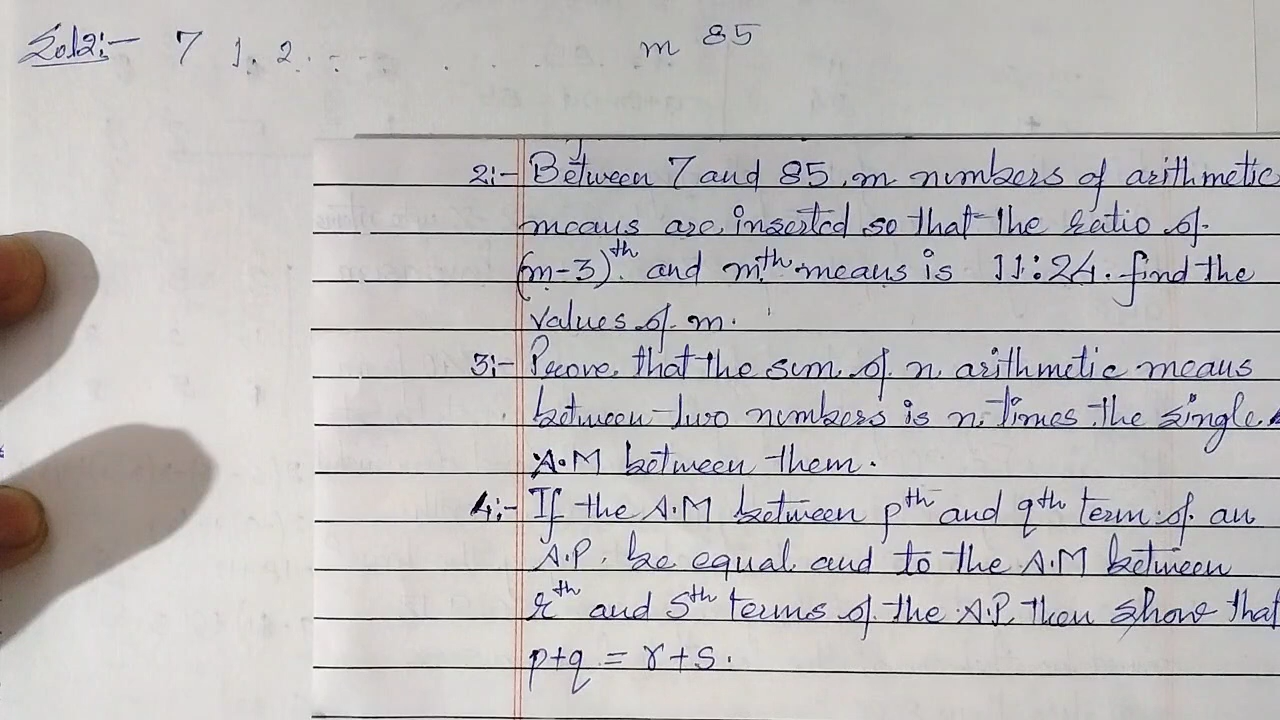 Sol2:- 7 1, 2. . . . . . . . . m 85
2:- Between 7 and 85, m numbers of arithmetic
means are inserted so that the ratio of
(m-3)th and mth means is 11:24. find the
values of m.
3:- Prove that the sum of n arithmetic means
between two numbers is n times the single
A.M between them.
4:- If the A.M between pth and qth term of an
A.P. be equal and to the A.M between
rth and sth terms of the A.P. then show that
p+q = r+s.